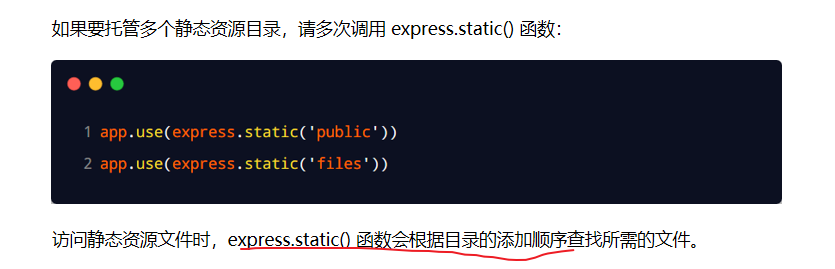 如果要托管多个静态资源目录，请多次调用 express.static() 函数：
1 app.use(express.static('public'))
2 app.use(express.static('files'))
访问静态资源文件时，express.static() 函数会根据目录的添加顺序查找所需的文件。